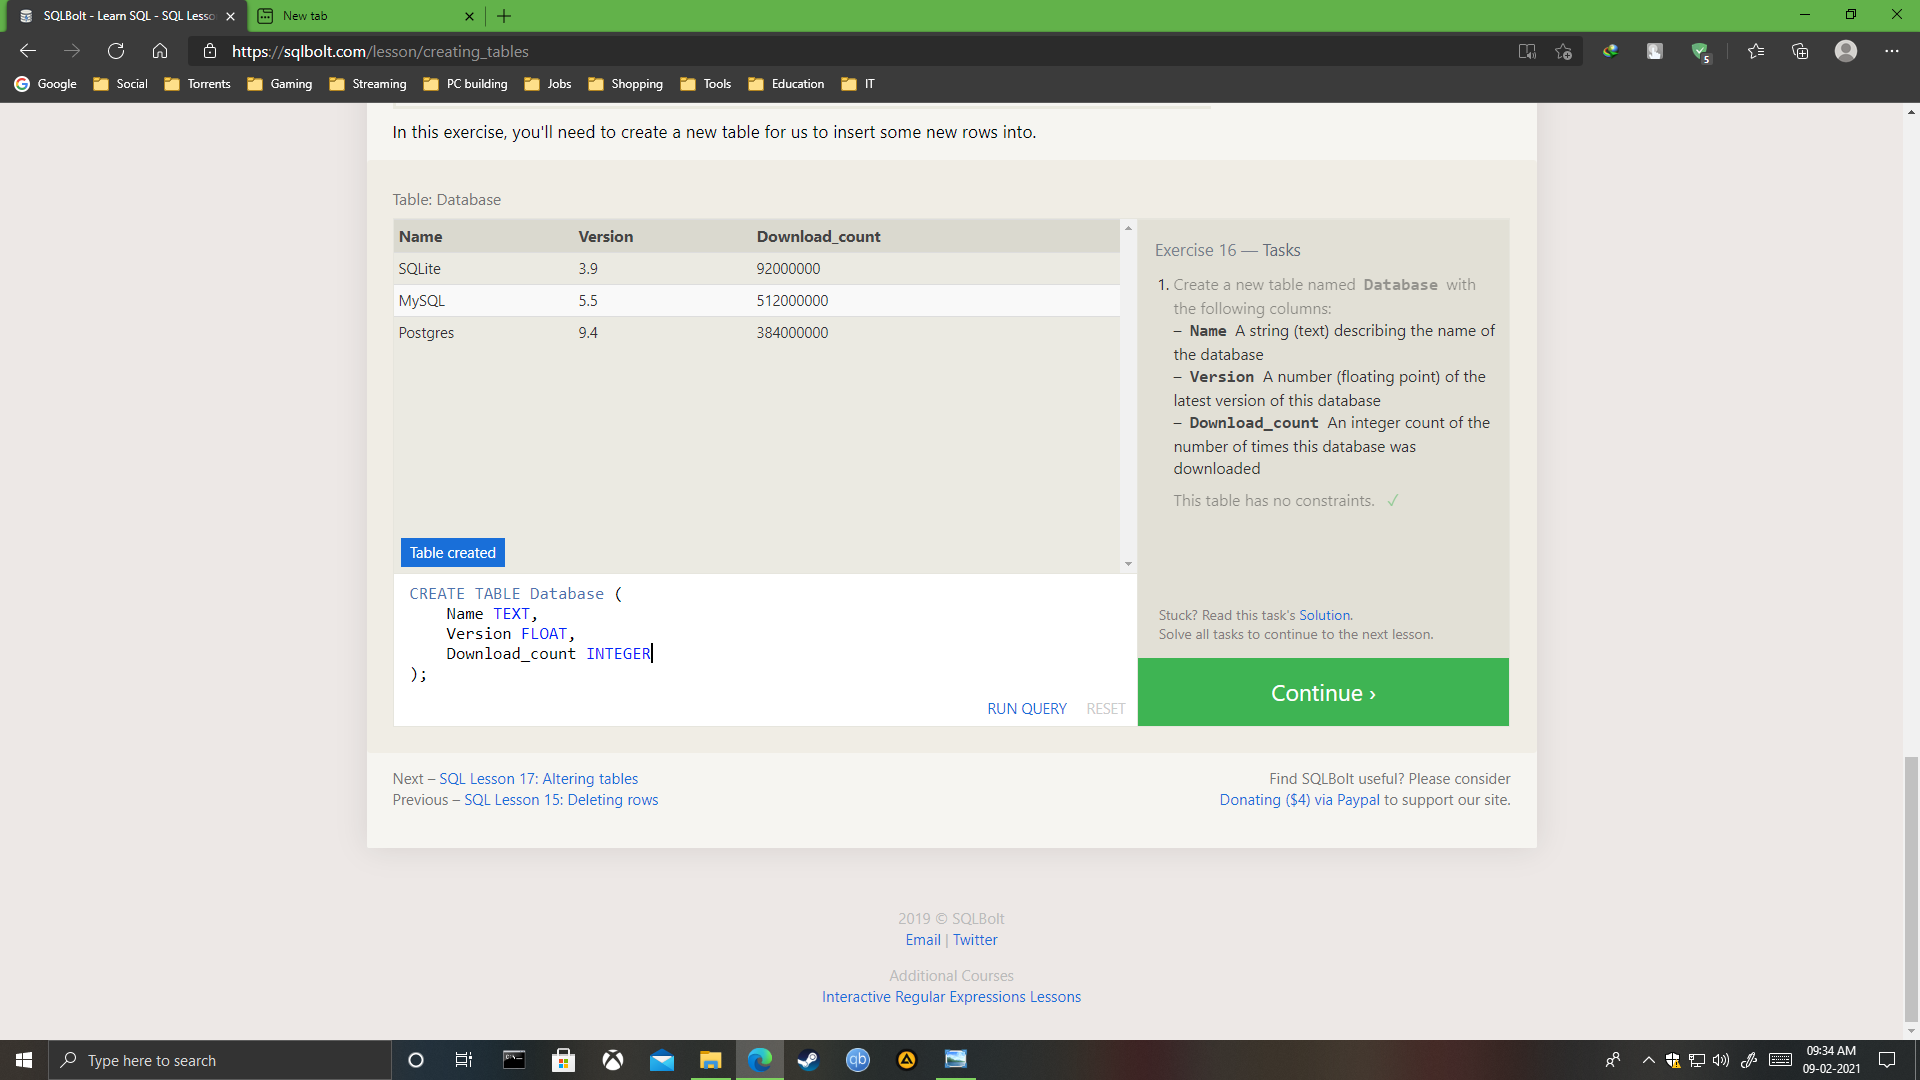 SQLBolt - Learn SQL - SQL Lesso
New tab
https://sqlbolt.com/lesson/creating_tables
5
Google Social Torrents Gaming Streaming PC building Jobs Shopping Tools Education IT
In this exercise, you'll need to create a new table for us to insert some new rows into.
Table: Database
Name Version Download_count
SQLite 3.9 92000000
MySQL 5.5 512000000
Postgres 9.4 384000000
Table created
CREATE TABLE Database (
Name TEXT,
Version FLOAT,
Download_count INTEGER
);
RUN QUERY RESET
Exercise 16 — Tasks
1. Create a new table named Database with
the following columns:
– Name A string (text) describing the name of
the database
– Version A number (floating point) of the
latest version of this database
– Download_count An integer count of the
number of times this database was
downloaded
This table has no constraints. ✓
Stuck? Read this task's Solution.
Solve all tasks to continue to the next lesson.
Continue ›
Next – SQL Lesson 17: Altering tables
Previous – SQL Lesson 15: Deleting rows
Find SQLBolt useful? Please consider
Donating ($4) via Paypal to support our site.
2019 © SQLBolt
Email | Twitter
Additional Courses
Interactive Regular Expressions Lessons
Type here to search
qb
09:34 AM
09-02-2021